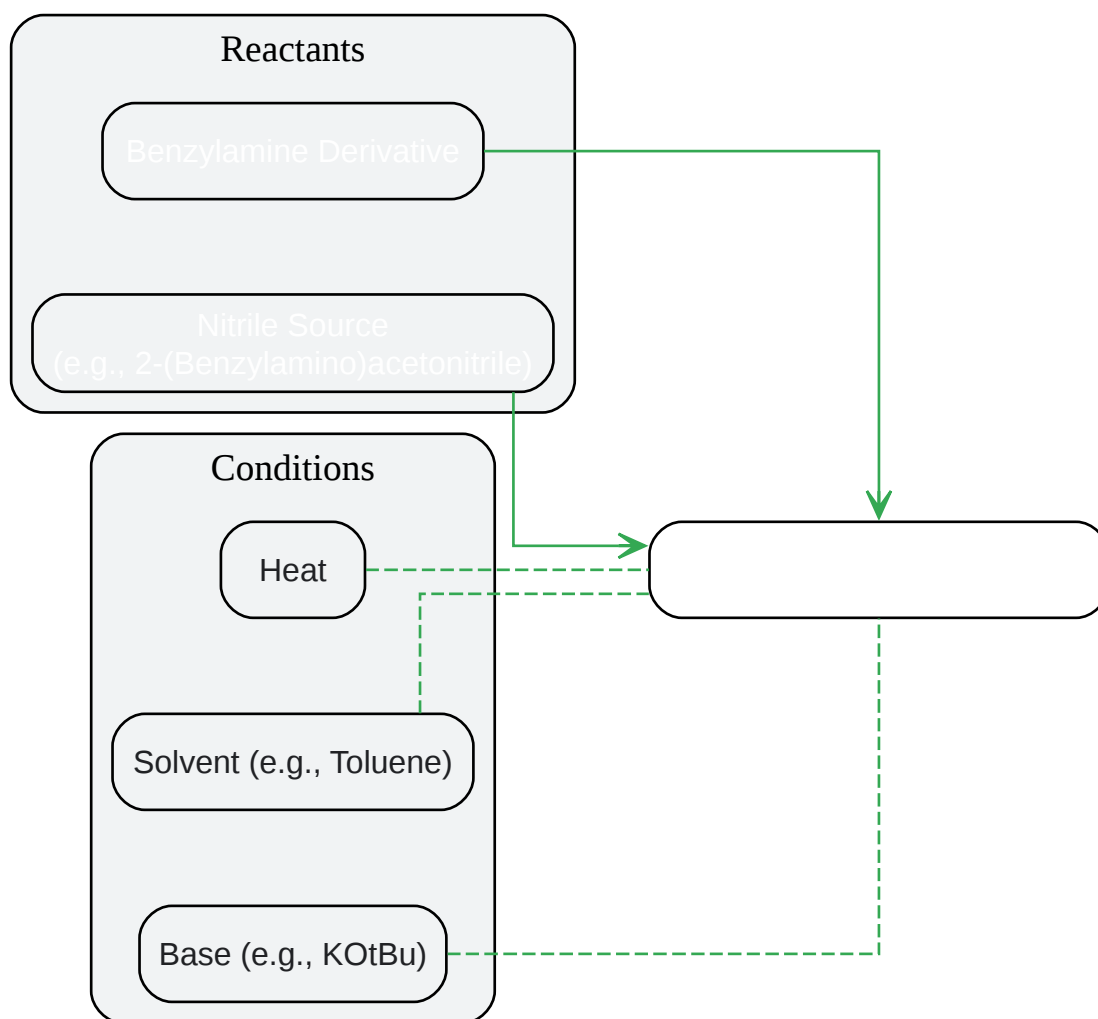 Reactants
Benzylamine Derivative
Nitrile Source
(e.g., 2-(Benzylamino)acetonitrile)
Conditions
Heat
Solvent (e.g., Toluene)
Base (e.g., KOtBu)